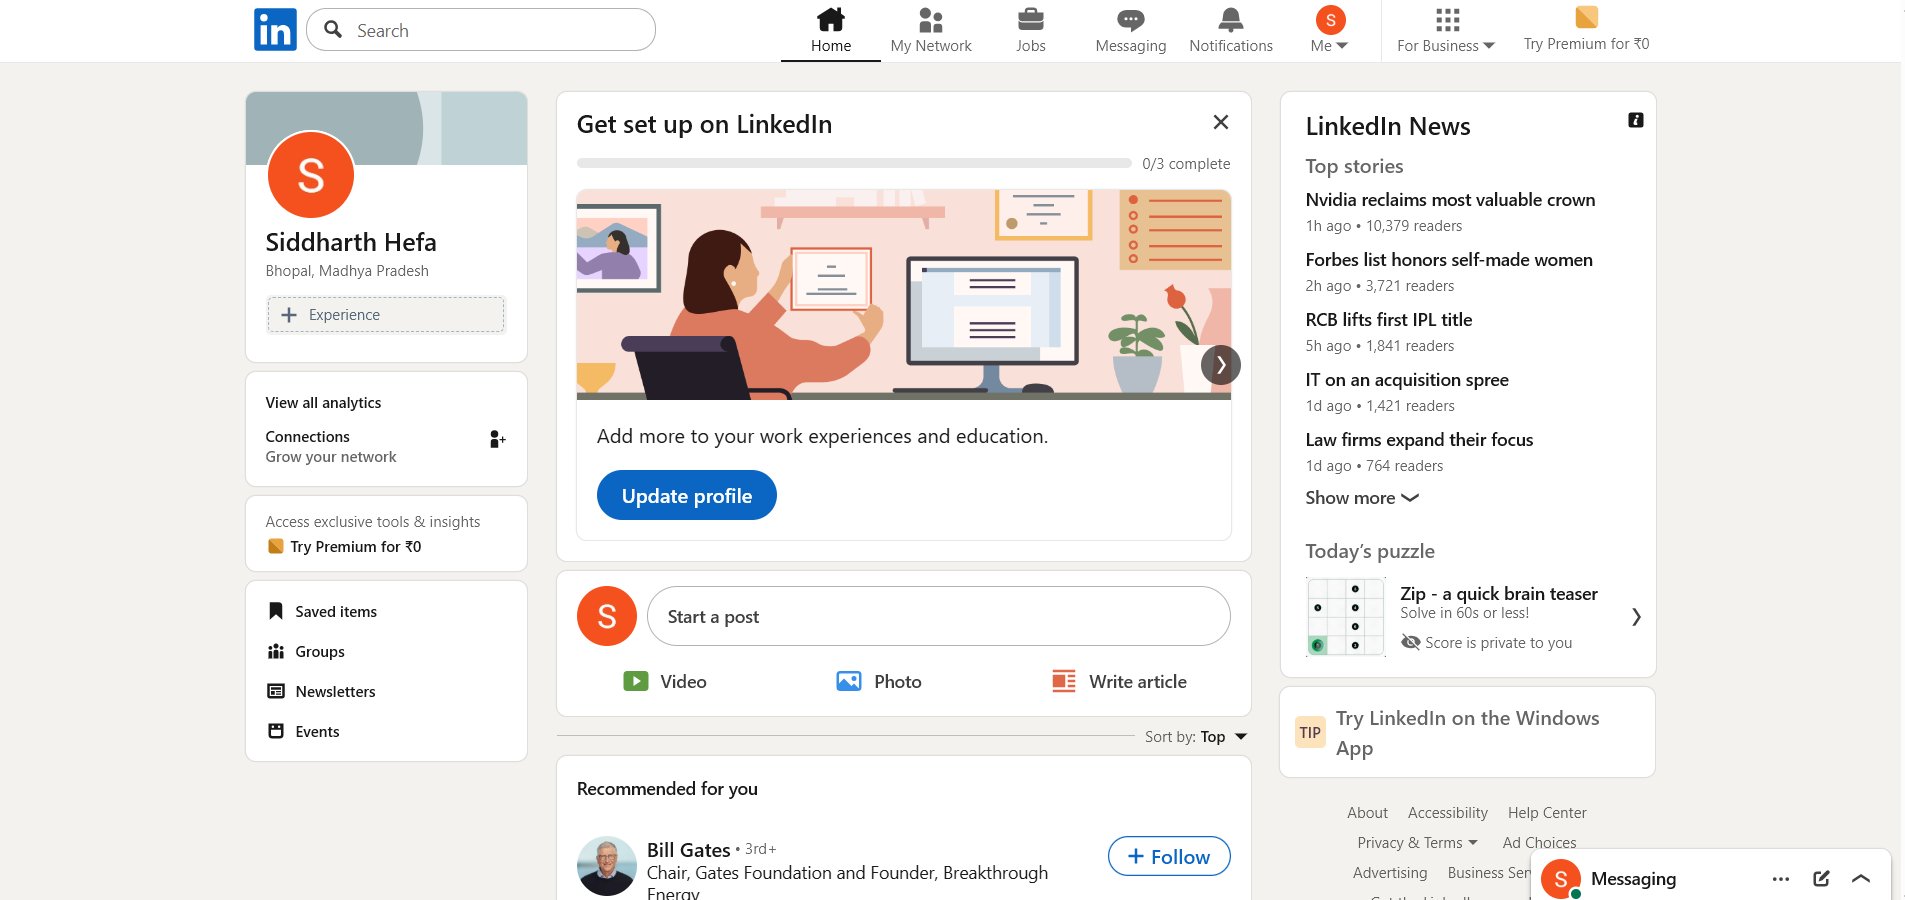 in
Search
Home
My Network
Jobs
Messaging
Notifications
S
Me
For Business
Try Premium for ₹0
S
Siddharth Hefa
Bhopal, Madhya Pradesh
+ Experience
View all analytics
Connections
Grow your network
Access exclusive tools & insights
Try Premium for ₹0
Saved items
Groups
Newsletters
Events
Get set up on LinkedIn
0/3 complete
Add more to your work experiences and education.
Update profile
S
Start a post
Video
Photo
Write article
Sort by: Top
Recommended for you
Bill Gates • 3rd+
Chair, Gates Foundation and Founder, Breakthrough
Energy
+ Follow
LinkedIn News
Top stories
Nvidia reclaims most valuable crown
1h ago • 10,379 readers
Forbes list honors self-made women
2h ago • 3,721 readers
RCB lifts first IPL title
5h ago • 1,841 readers
IT on an acquisition spree
1d ago • 1,421 readers
Law firms expand their focus
1d ago • 764 readers
Show more
Today’s puzzle
Zip - a quick brain teaser
Solve in 60s or less!
Score is private to you
TIP
Try LinkedIn on the Windows
App
About Accessibility Help Center
Privacy & Terms Ad Choices
Advertising Business Ser
S
Messaging